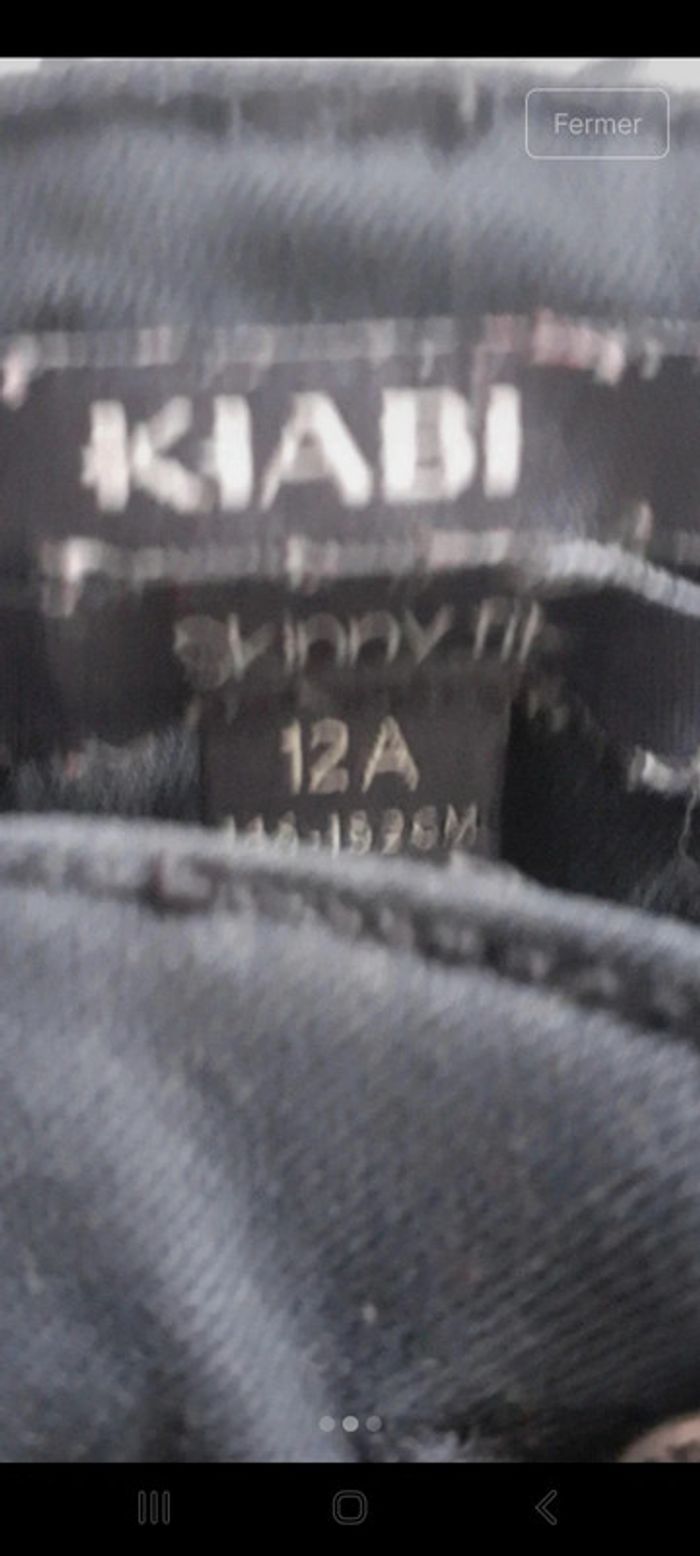 Fermer
KIABI
skinny fit
12A